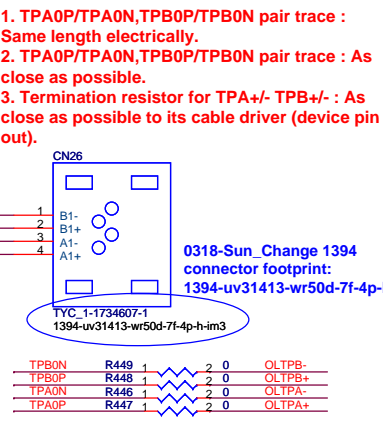 1. TPA0P/TPA0N,TPB0P/TPB0N pair trace :
Same length electrically.
2. TPA0P/TPA0N,TPB0P/TPB0N pair trace : As
close as possible.
3. Termination resistor for TPA+/- TPB+/- : As
close as possible to its cable driver (device pin
out).
CN26
1 B1-
2 B1+
3 A1-
4 A1+
0318-Sun_Change 1394
connector footprint:
1394-uv31413-wr50d-7f-4p-
TYC_1-1734607-1
1394-uv31413-wr50d-7f-4p-h-im3
TPB0N R449 1 2 0 OLTPB-
TPB0P R448 1 2 0 OLTPB+
TPA0N R446 1 2 0 OLTPA-
TPA0P R447 1 2 0 OLTPA+